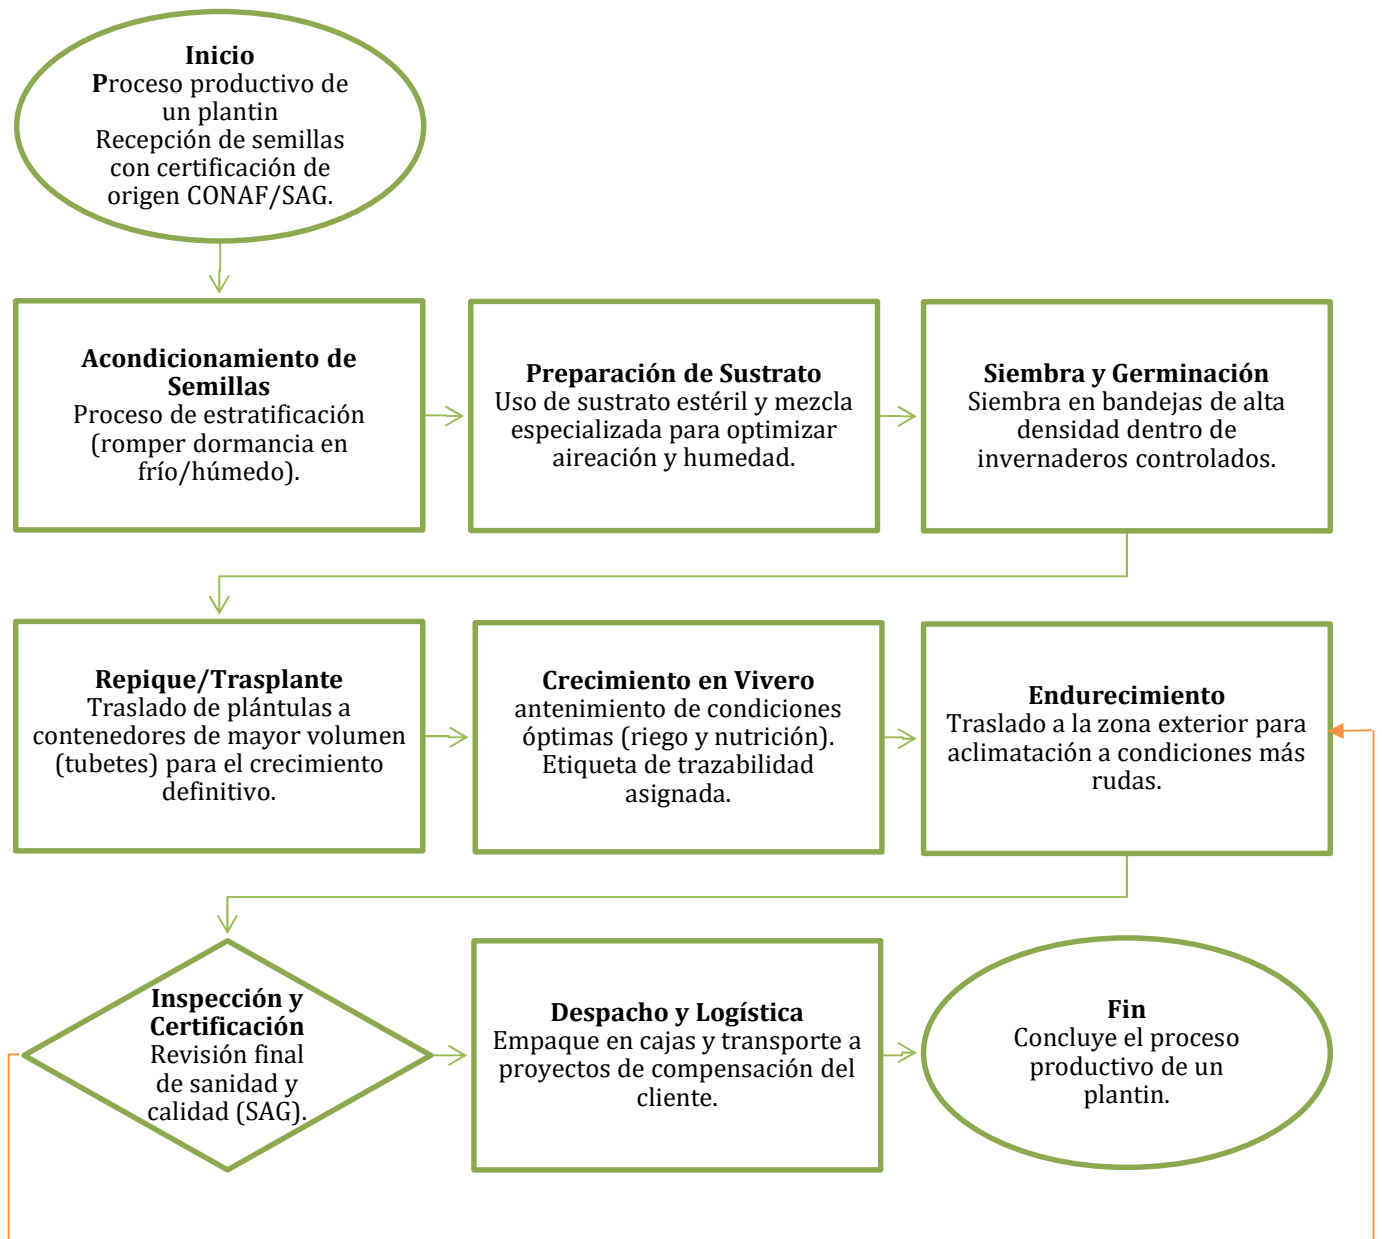 Inicio
Proceso productivo de
un plantin
Recepción de semillas
con certificación de
origen CONAF/SAG.
Acondicionamiento de
Semillas
Proceso de estratificación
(romper dormancia en
frío/húmedo).
Preparación de Sustrato
Uso de sustrato estéril y mezcla
especializada para optimizar
aireación y humedad.
Siembra y Germinación
Siembra en bandejas de alta
densidad dentro de
invernaderos controlados.
Repique/Trasplante
Traslado de plántulas a
contenedores de mayor volumen
(tubetes) para el crecimiento
definitivo.
Crecimiento en Vivero
antenimiento de condiciones
óptimas (riego y nutrición).
Etiqueta de trazabilidad
asignada.
Endurecimiento
Traslado a la zona exterior para
aclimatación a condiciones más
rudas.
Inspección y
Certificación
Revisión final
de sanidad y
calidad (SAG).
Despacho y Logística
Empaque en cajas y transporte a
proyectos de compensación del
cliente.
Fin
Concluye el proceso
productivo de un
plantin.